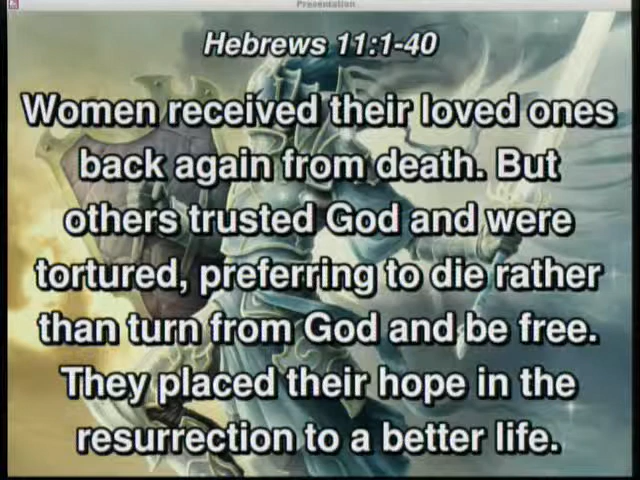 Presentation
Hebrews 11:1-40
Women received their loved ones
back again from death. But
others trusted God and were
tortured, preferring to die rather
than turn from God and be free.
They placed their hope in the
resurrection to a better life.